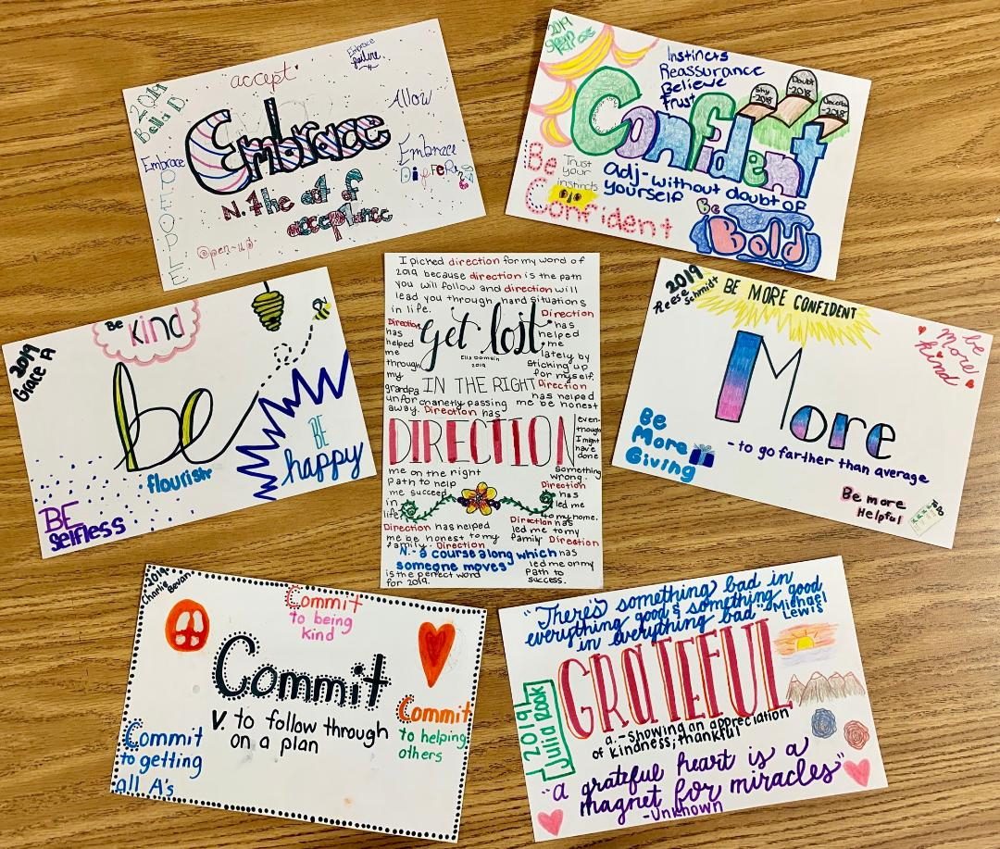 2019
Bella D
accept
Embrace
failure
Allow
Embrace
Embrace
DiFFeRences
Embrace
PEOPLE
N. the act of
acceptance
Open-up
2019
Instincts
Reassurance
Believe
Trust
Shy
-2018
Doubt
-2018
-2018
Confident
Be
Confident
Trust
your
instincts
adj-without doubt of
yourself
Be
Bold
2019
Grace A
Be
kind
be
BE
happy
flourish
BE
selfless
I picked direction for my word of
2019 because direction is the path
you will follow and direction will
lead you through hard situations
in life.
Direction
has
helped
me
through
my
grandpa
unforchanetly passing
away. Direction has
get lost
Ella Domain
2019
IN THE RIGHT
DIRECTION
Direction
has
helped
me
lately by
sticking up
for myself.
Direction
has helped
me be honest
even-
though
I might
have
done
something
wrong.
me on the right
Path to help
me succeed
in
life.
Direction
has
led me
to my home.
Direction has helped
me be honest to my
family. Direction
Direction has
led me to my
family. Direction
has
led me on my
Path to
success.
N.- a course along which
someone moves
is the perfect word
for 2019.
2019
Reese Schmidt
BE MORE CONFIDENT
be
more
kind
More
- to go farther than average
Be
More
Giving
Be more
Helpful
2019
Charlie Bevan
Commit
to being
kind
Commit
V. to follow through
on a plan
Commit
to helping
others
Commit
to getting
all A's
"There's something bad in
everything good & something good
in everything bad" -Michael
Lewis
GRATEFUL
2019
Julia Rook
a.- showing an appreciation
of kindness; thankful
"a grateful heart is a
magnet for miracles"
-Unknown